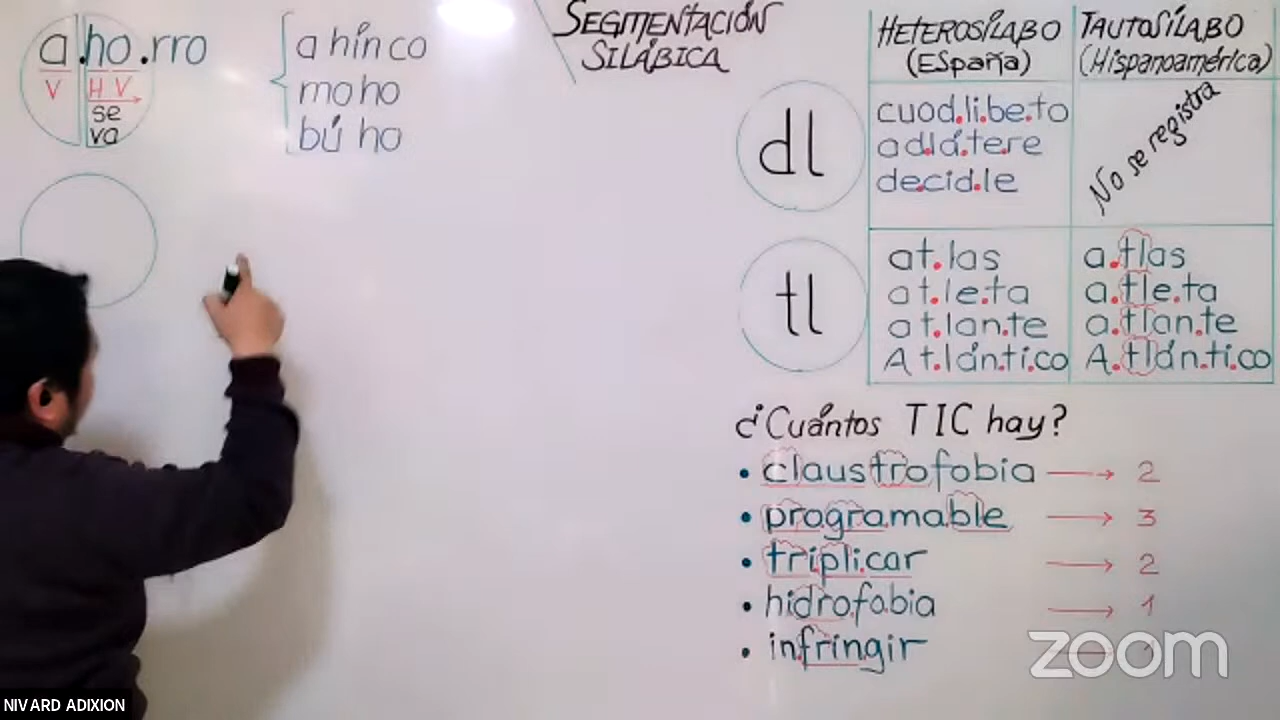 a.ho.rro
V H V
se
va
a hín co
mo ho
bú ho
SEGMENTACIÓN
SILÁBICA
HETEROSÍLABO
(España)
TAUTOSÍLABO
(Hispanoamérica)
dl
cuod.li.be.to
ad.lá.te.re
decid.le
No se registra
tl
at.las
at.le.ta
at.lan.te
At.lán.ti.co
a.tlas
a.tle.ta
a.tlan.te
A.tlán.ti.co
¿Cuántos TIC hay?
• claustrofobia → 2
• programable → 3
• triplicar → 2
• hidrofobia → 1
• infringir → 1
zoom
NIVARD ADIXION